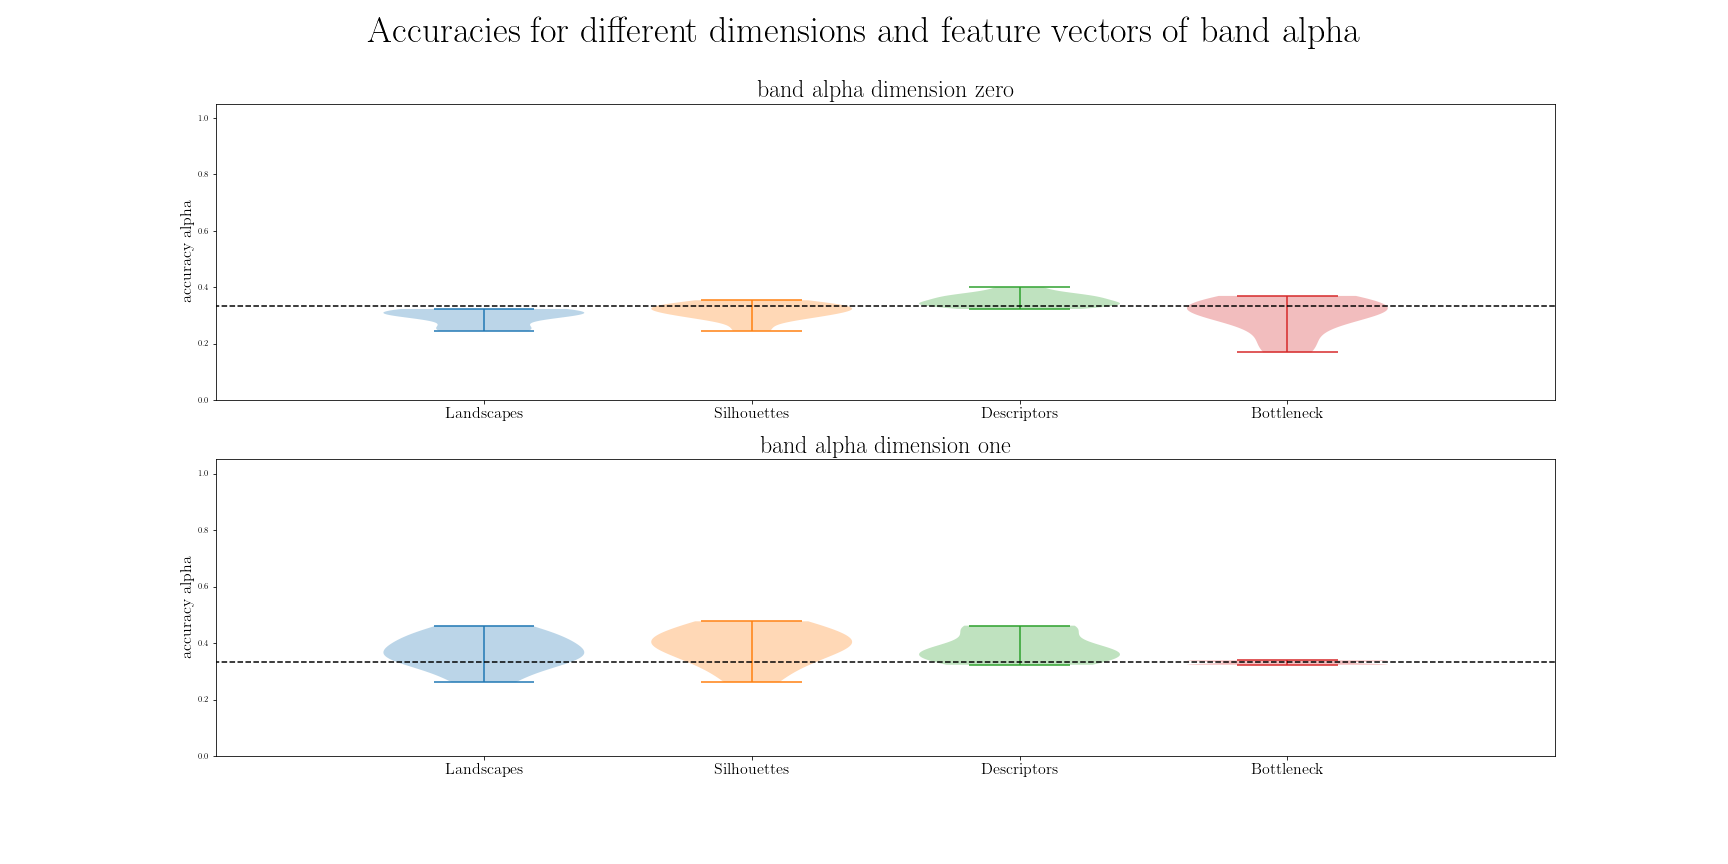 Accuracies for different dimensions and feature vectors of band alpha
band alpha dimension zero
1.0
0.8
0.6
0.4
0.2
0.0
accuracy alpha
Landscapes Silhouettes Descriptors Bottleneck
band alpha dimension one
1.0
0.8
0.6
0.4
0.2
0.0
accuracy alpha
Landscapes Silhouettes Descriptors Bottleneck